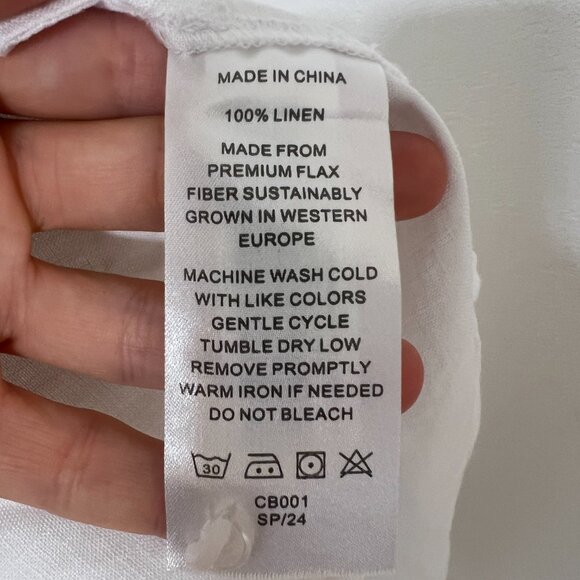 MADE IN CHINA
100% LINEN
MADE FROM
PREMIUM FLAX
FIBER SUSTAINABLY
GROWN IN WESTERN
EUROPE
MACHINE WASH COLD
WITH LIKE COLORS
GENTLE CYCLE
TUMBLE DRY LOW
REMOVE PROMPTLY
WARM IRON IF NEEDED
DO NOT BLEACH
30
CB001
SP/24